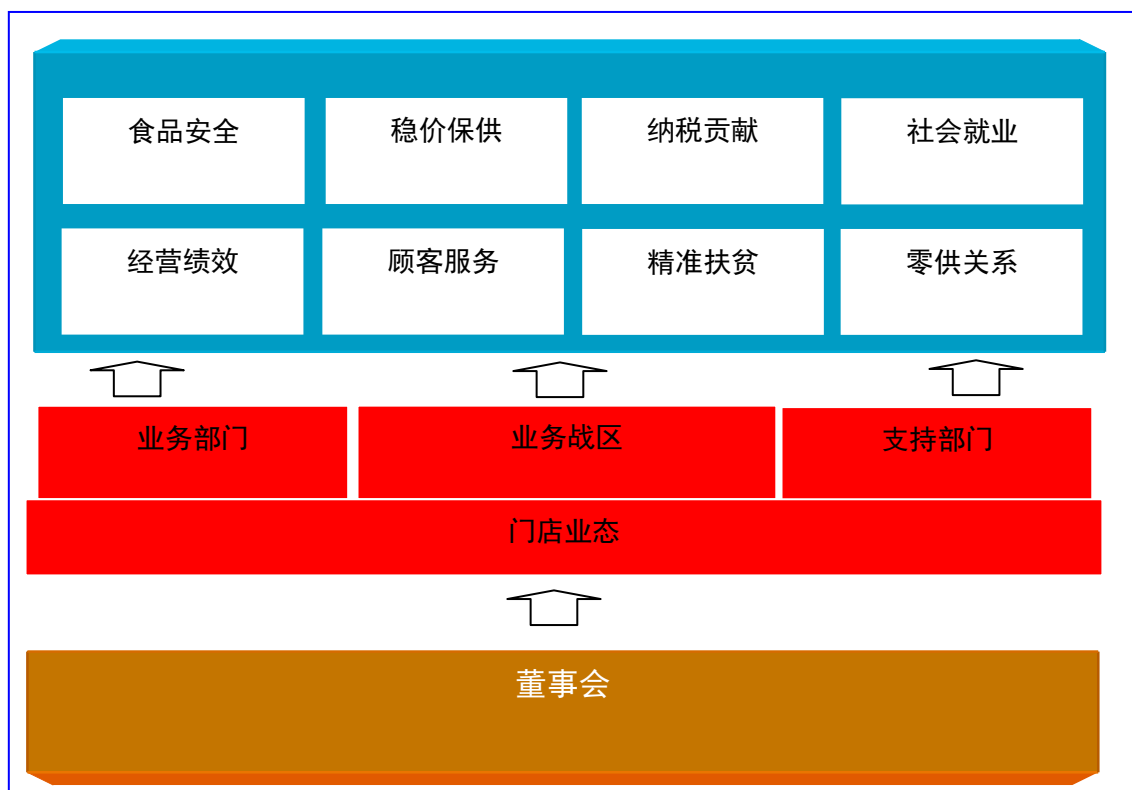 食品安全
稳价保供
纳税贡献
社会就业
经营绩效
顾客服务
精准扶贫
零供关系
业务部门
业务战区
支持部门
门店业态
董事会